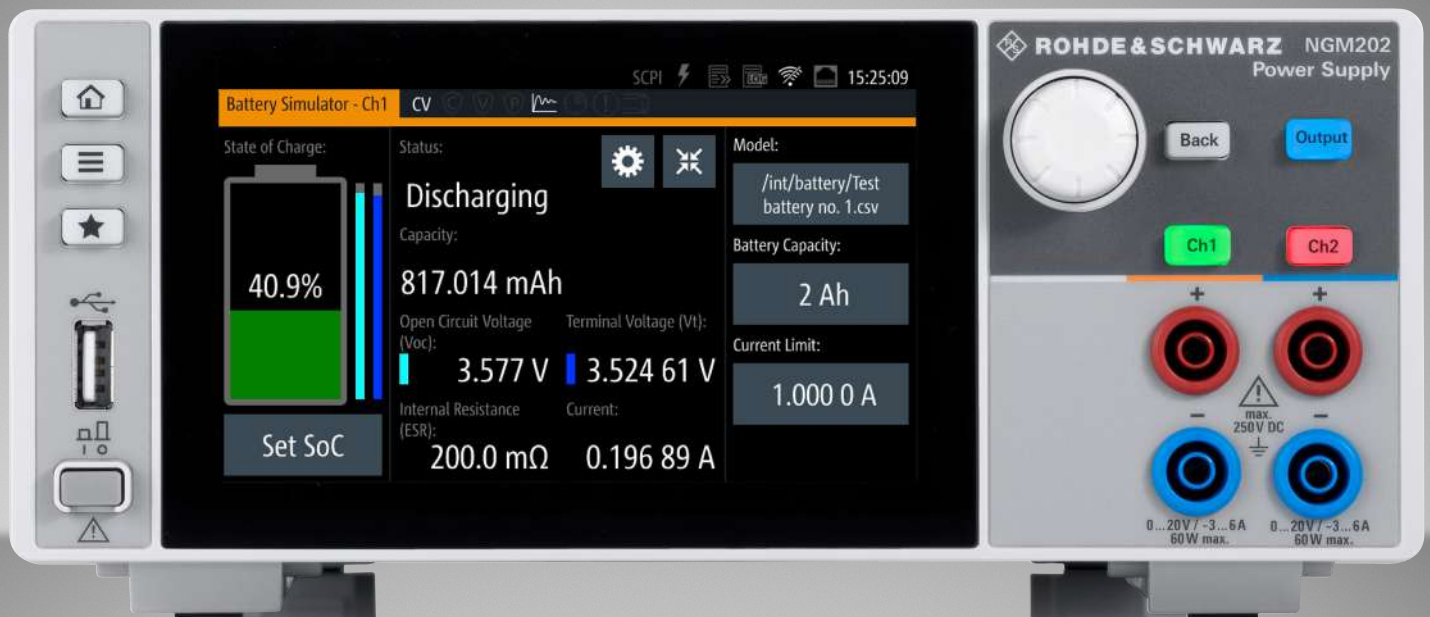 ROHDE&SCHWARZ NGM202
Power Supply
SCPI LOG 15:25:09
Battery Simulator - Ch1 CV
State of Charge:
40.9%
Set SoC
Status:
Discharging
Capacity:
817.014 mAh
Open Circuit Voltage
(Voc):
3.577 V
Terminal Voltage (Vt):
3.524 61 V
Internal Resistance
(ESR):
200.0 mΩ
Current:
0.196 89 A
Model:
/int/battery/Test
battery no. 1.csv
Battery Capacity:
2 Ah
Current Limit:
1.000 0 A
Back
Output
Ch1
Ch2
+ +
- -
max.
250V DC
0...20V / -3...6A
60W max.
0...20V / -3...6A
60W max.